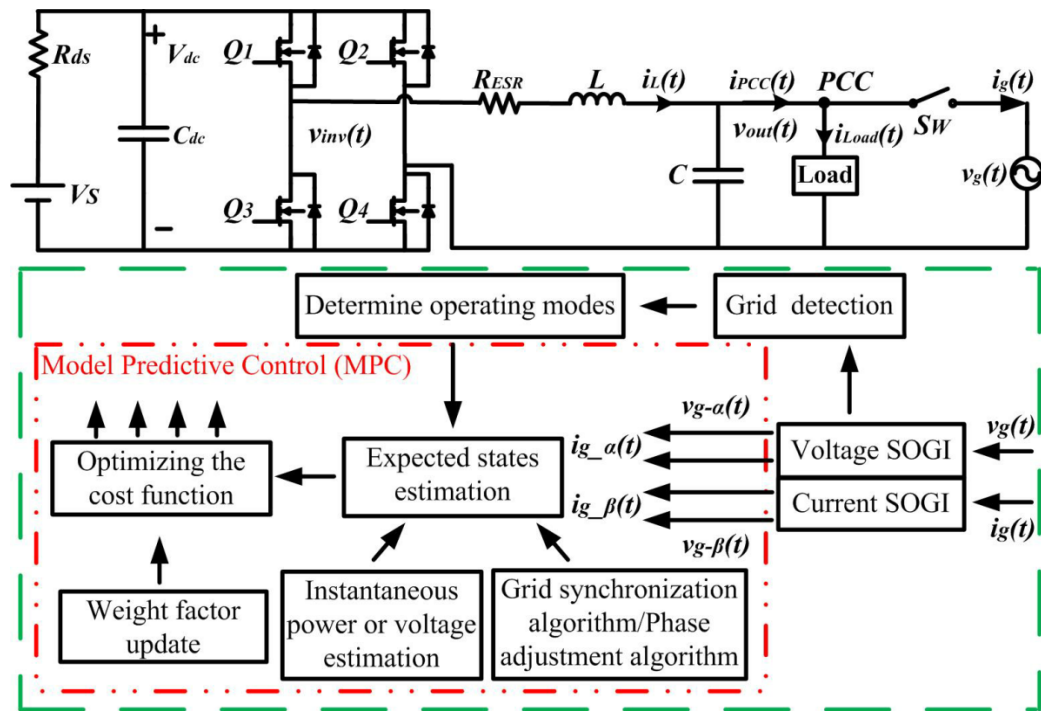 Rds
Vdc
Cdc
VS
Q1
Q2
Q3
Q4
vinv(t)
RESR
L
iL(t)
iPCC(t)
PCC
vout(t)
iLoad(t)
C
Load
SW
ig(t)
vg(t)
Determine operating modes
Grid detection
Model Predictive Control (MPC)
Optimizing the
cost function
Expected states
estimation
vg-α(t)
ig_α(t)
ig_β(t)
vg-β(t)
Voltage SOGI
Current SOGI
vg(t)
ig(t)
Weight factor
update
Instantaneous
power or voltage
estimation
Grid synchronization
algorithm/Phase
adjustment algorithm